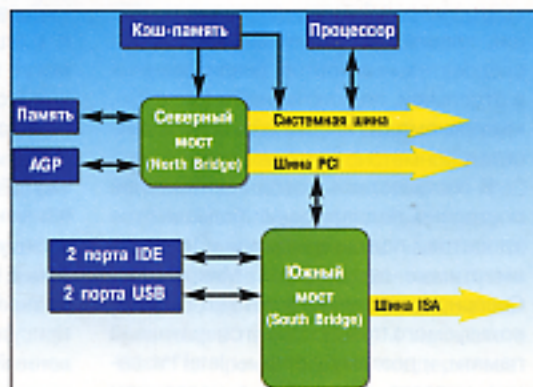 Кэш-память
Процессор
Память
Северный
мост
(North Bridge)
Системная шина
AGP
Шина PCI
2 порта IDE
2 порта USB
Южный
мост
(South Bridge)
Шина ISA